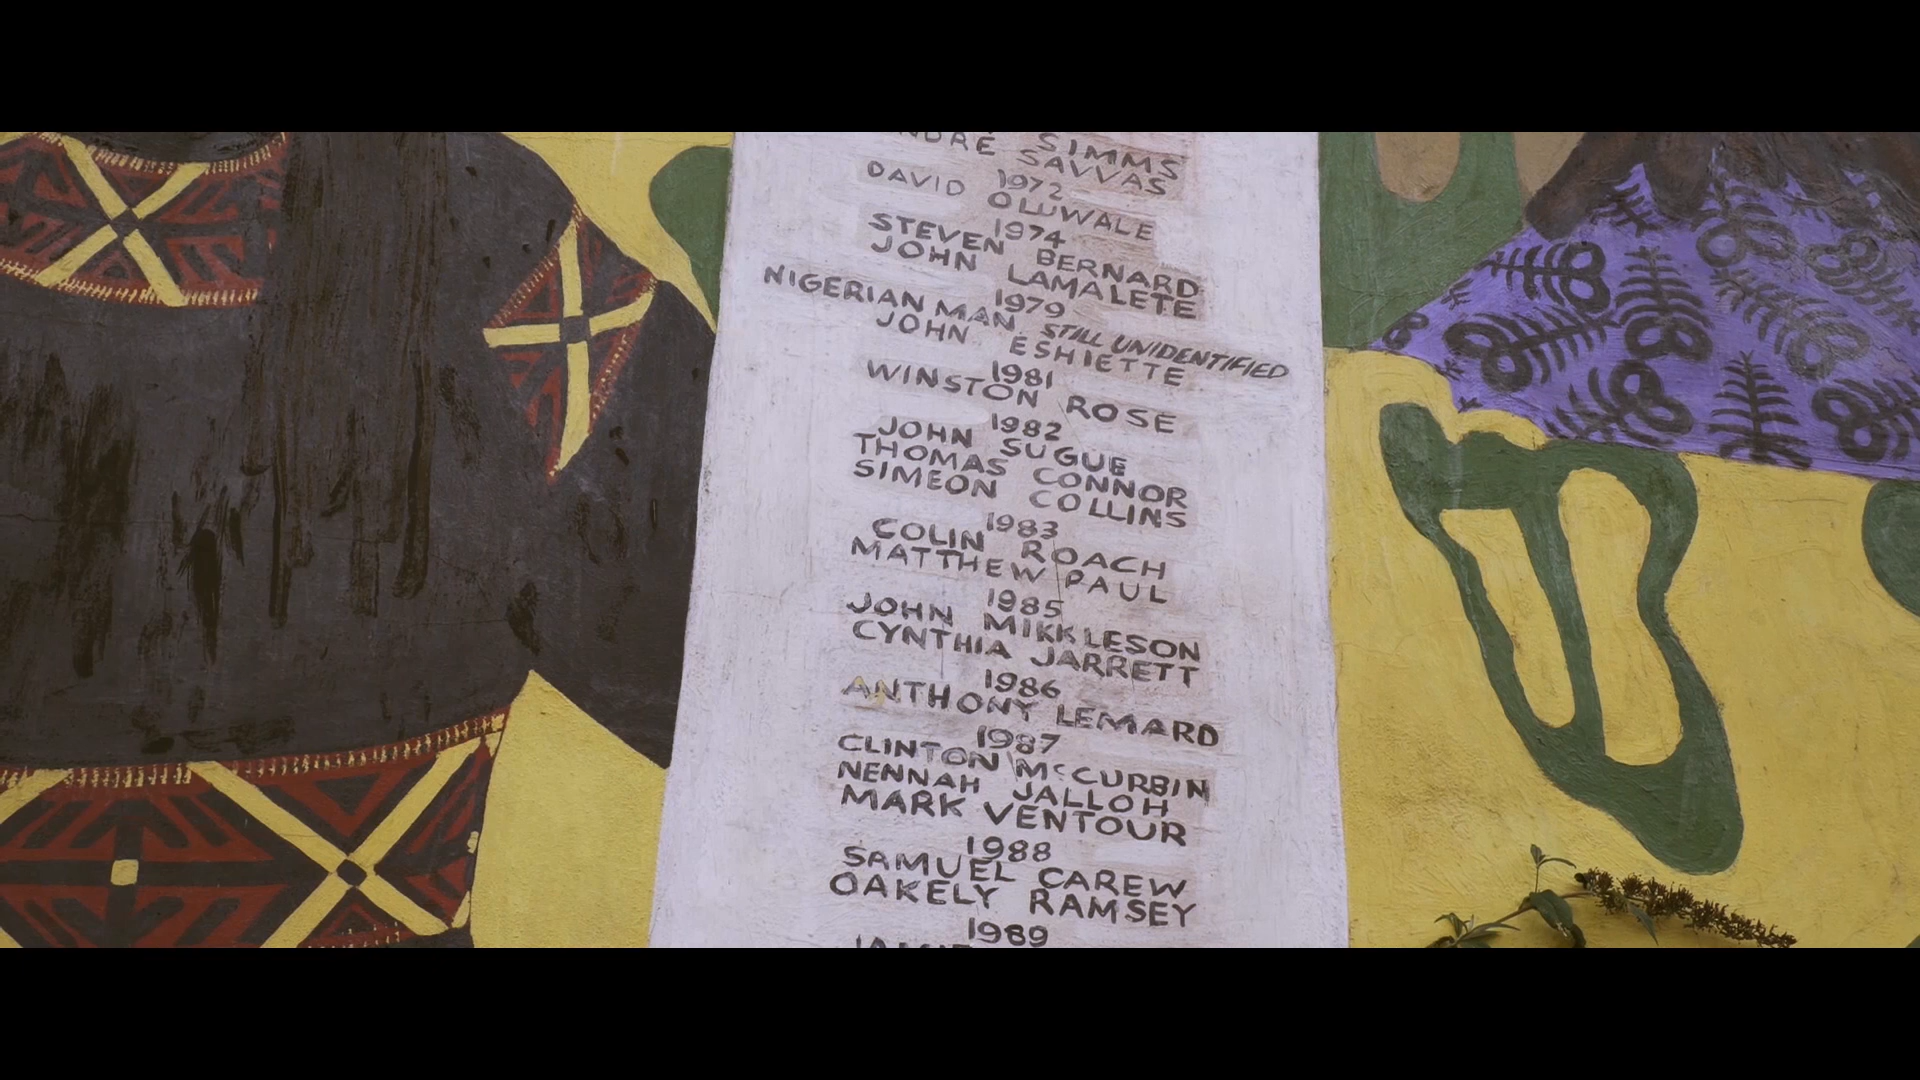 SIMMS
ANDRÉ SAVVAS
1972
DAVID OLUWALE
1974
STEVEN BERNARD
JOHN LAMALETE
1979
NIGERIAN MAN, STILL UNIDENTIFIED
JOHN ESHIETTE
1981
WINSTON ROSE
1982
JOHN SUGUE
THOMAS CONNOR
SIMEON COLLINS
1983
COLIN ROACH
MATTHEW PAUL
1985
JOHN MIKKLESON
CYNTHIA JARRETT
1986
ANTHONY LEMARD
1987
CLINTON McCURBIN
NENNAH JALLOH
MARK VENTOUR
1988
SAMUEL CAREW
OAKELY RAMSEY
1989